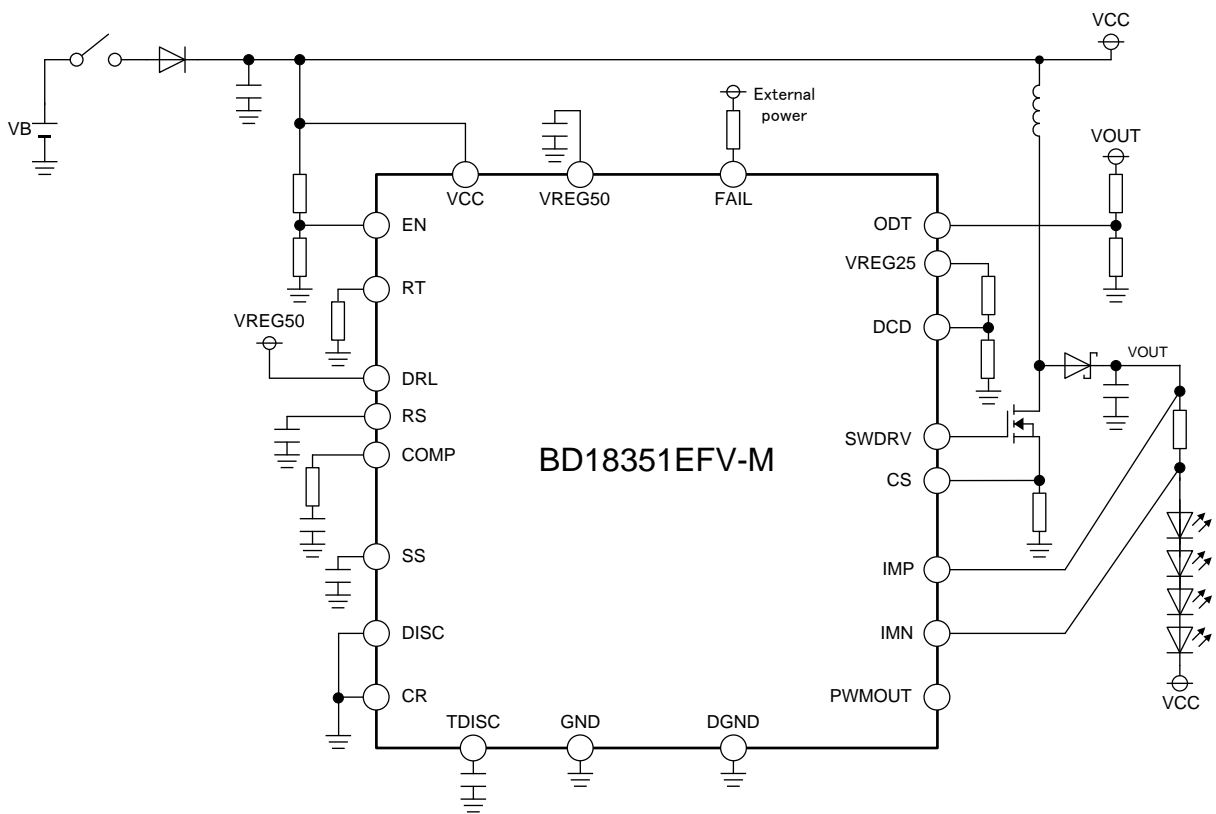 VCC
VB
External
power
VOUT
VCC
VREG50
FAIL
EN
ODT
VREG25
RT
VREG50
DCD
DRL
VOUT
RS
SWDRV
COMP
BD18351EFV-M
CS
SS
IMP
DISC
IMN
CR
PWMOUT
VCC
TDISC
GND
DGND